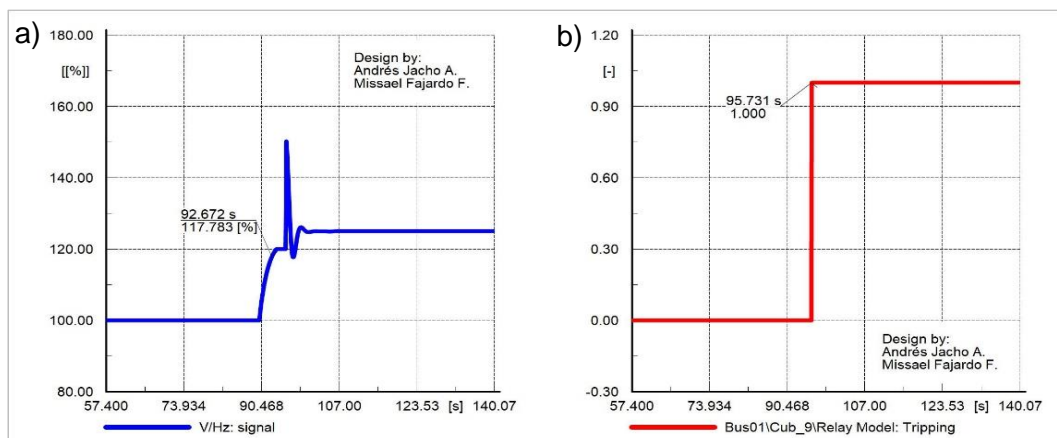 a)
180.00
[[%]]
160.00
140.00
120.00
100.00
80.00
Design by:
Andrés Jacho A.
Missael Fajardo F.
92.672 s
117.783 [%]
57.400 73.934 90.468 107.00 123.53 [s] 140.07
V/Hz: signal
b)
1.20
[-]
0.90
0.60
0.30
0.00
-0.30
95.731 s
1.000
Design by:
Andrés Jacho A.
Missael Fajardo F.
57.400 73.934 90.468 107.00 123.53 [s] 140.07
Bus01\Cub_9\Relay Model: Tripping